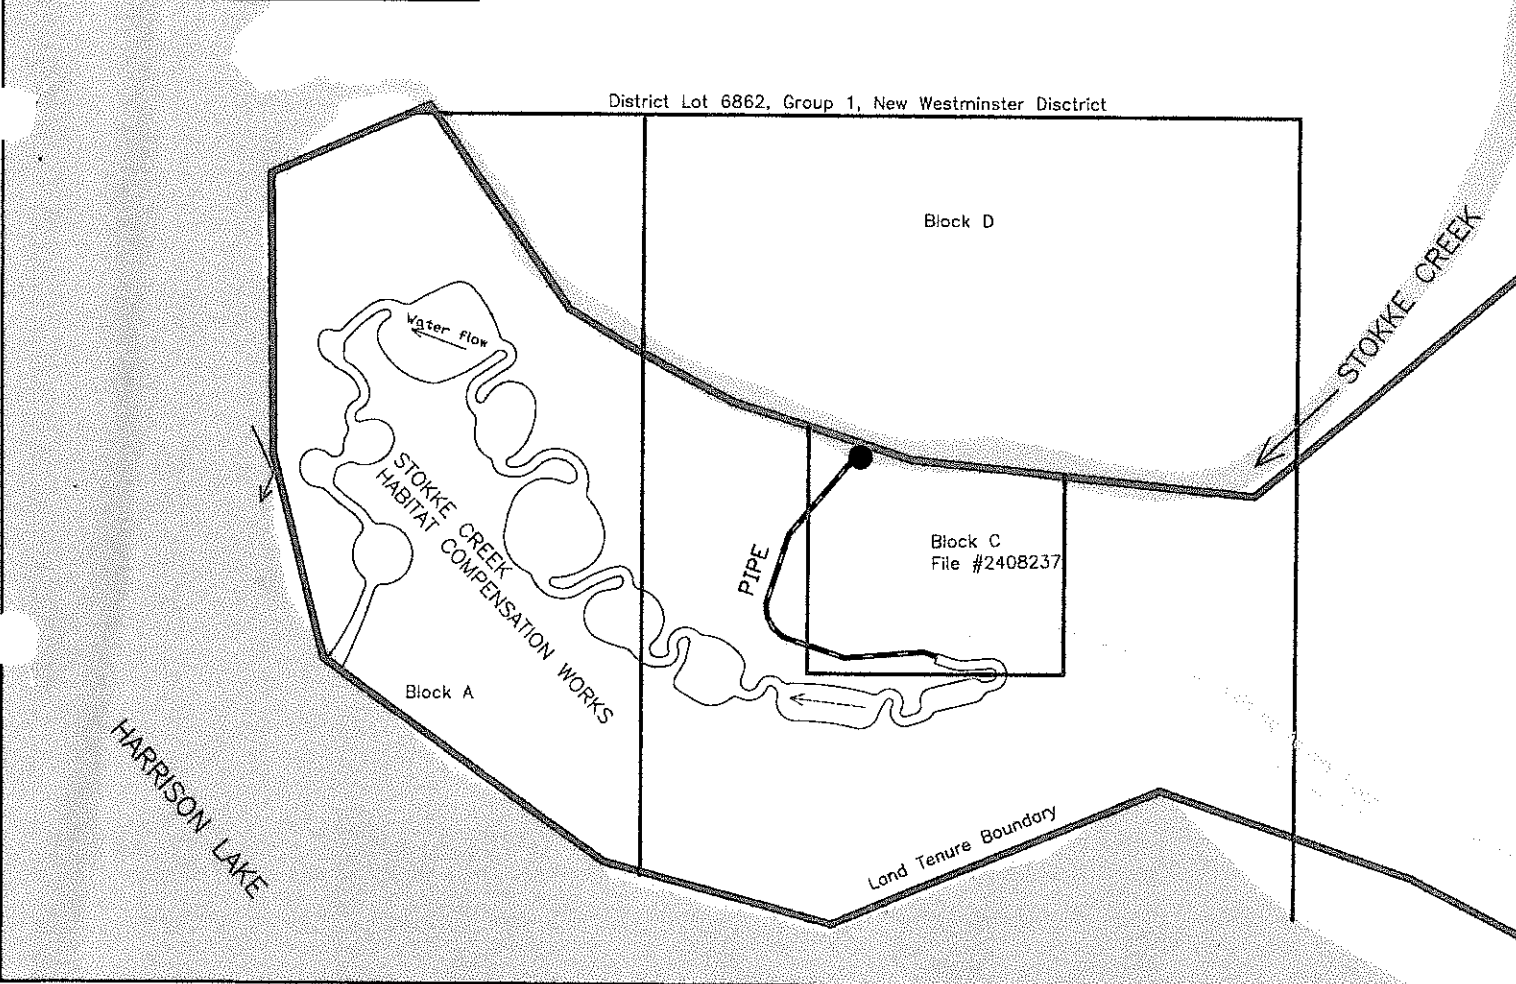 District Lot 6862, Group 1, New Westminster Disctrict
Block D
STOKKE CREEK
Water flow
STOKKE CREEK
HABITAT COMPENSATION WORKS
PIPE
Block C
File #2408237
Block A
HARRISON LAKE
Land Tenure Boundary